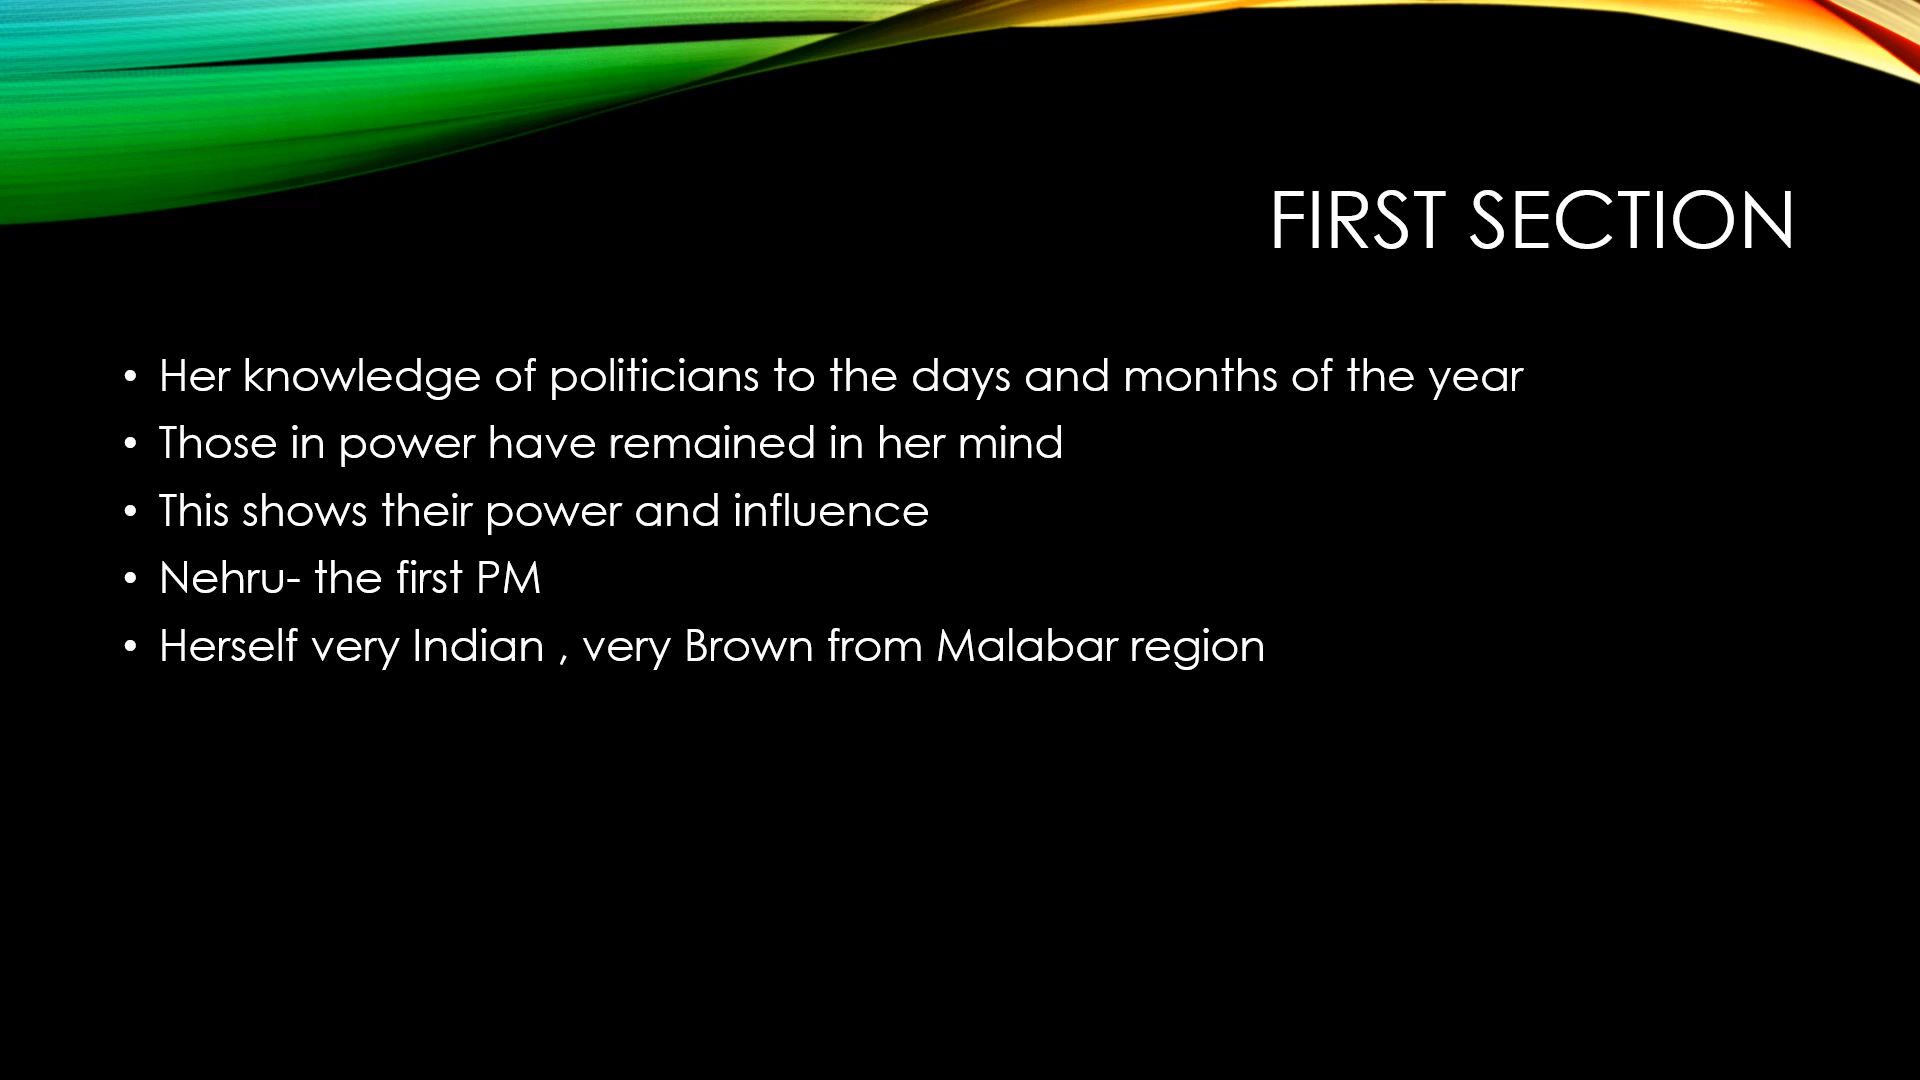 FIRST SECTION
• Her knowledge of politicians to the days and months of the year
• Those in power have remained in her mind
• This shows their power and influence
• Nehru- the first PM
• Herself very Indian , very Brown from Malabar region